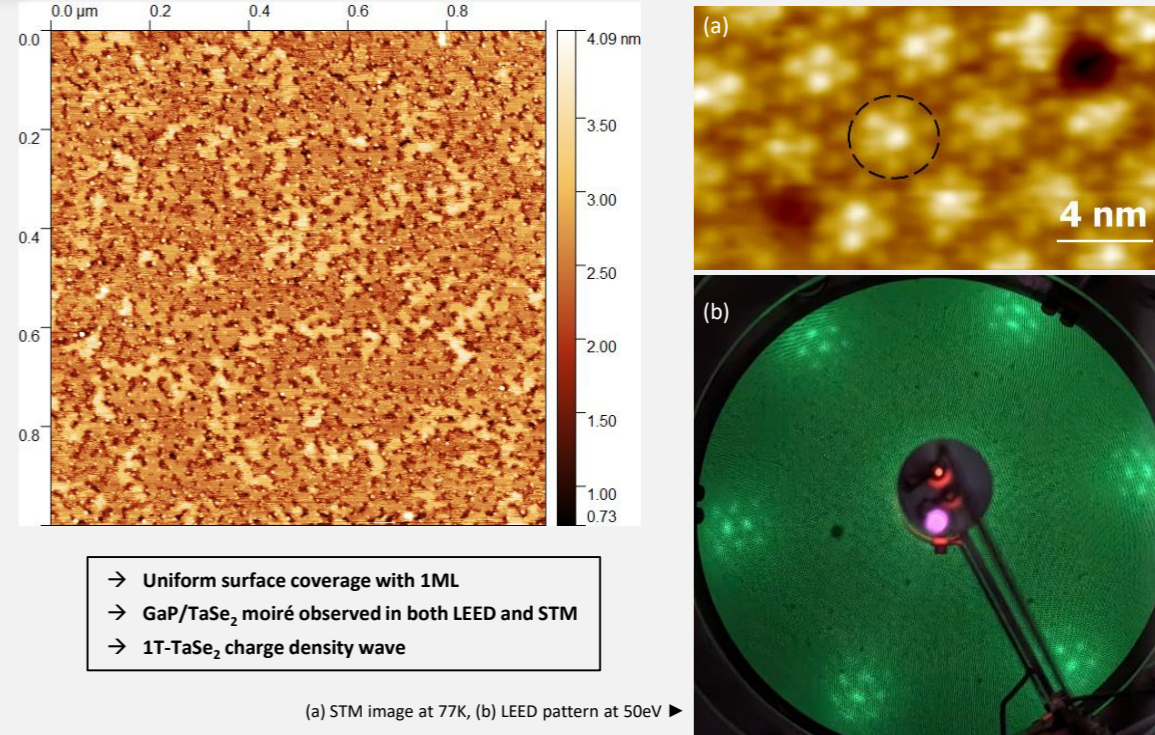 0.0 µm 0.2 0.4 0.6 0.8
0.0
0.2
0.4
0.6
0.8
4.09 nm
3.50
3.00
2.50
2.00
1.50
1.00
0.73
(a)
4 nm
(b)
→ Uniform surface coverage with 1ML
→ GaP/TaSe₂ moiré observed in both LEED and STM
→ 1T-TaSe₂ charge density wave
(a) STM image at 77K, (b) LEED pattern at 50eV ►